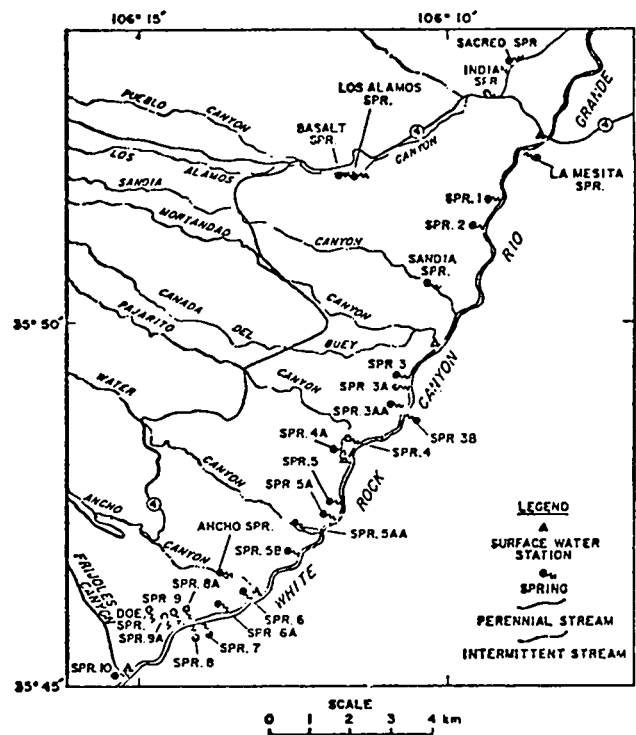 106° 15'
106° 10'
SACRED SPR
INDIAN
SPR
LOS ALAMOS
SPR.
BASALT
SPR.
CANYON
GRANDE
4
4
PUEBLO CANYON
LA MESITA
SPR.
LOS ALAMOS
SANDIA
CANYON
MORTANDAD
CANYON
SPR. 1
SPR. 2
RIO
SANDIA
SPR.
CANADA DEL BUEY
PAJARITO
CANYON
35° 50'
SPR 3
SPR 3A
SPR. 3AA
CANYON
SPR 3B
SPR. 4
SPR. 4A
SPR. 5
SPR 5A
SPR. 5AA
ROCK
WATER
CANYON
4
ANCHO
CANYON
ANCHO SPR.
SPR. 5B
WHITE
FRIJOLES
CANYON
SPR. 8A
SPR 9
DOE
SPR.
SPR. 9A
SPR. 6
SPR 6A
SPR. 7
SPR. 8
SPR. 10
35° 45'
LEGEND
SURFACE WATER
STATION
SPRING
PERENNIAL STREAM
INTERMITTENT STREAM
SCALE
0 1 2 3 4 km